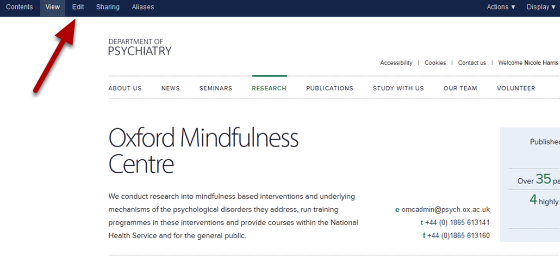 Contents View Edit Sharing Aliases Actions ▼ Display ▼
DEPARTMENT OF
PSYCHIATRY
Accessibility | Cookies | Contact us | Welcome Nicole Harris
ABOUT US NEWS SEMINARS RESEARCH PUBLICATIONS STUDY WITH US OUR TEAM VOLUNTEER
Oxford Mindfulness
Centre
We conduct research into mindfulness based interventions and underlying
mechanisms of the psychological disorders they address, run training
programmes in these interventions and provide courses within the National
Health Service and for the general public.
e omcadmin@psych.ox.ac.uk
t +44 (0) 1865 613141
f +44 (0)1865 613160
Published
Over 35 pa
4 highly